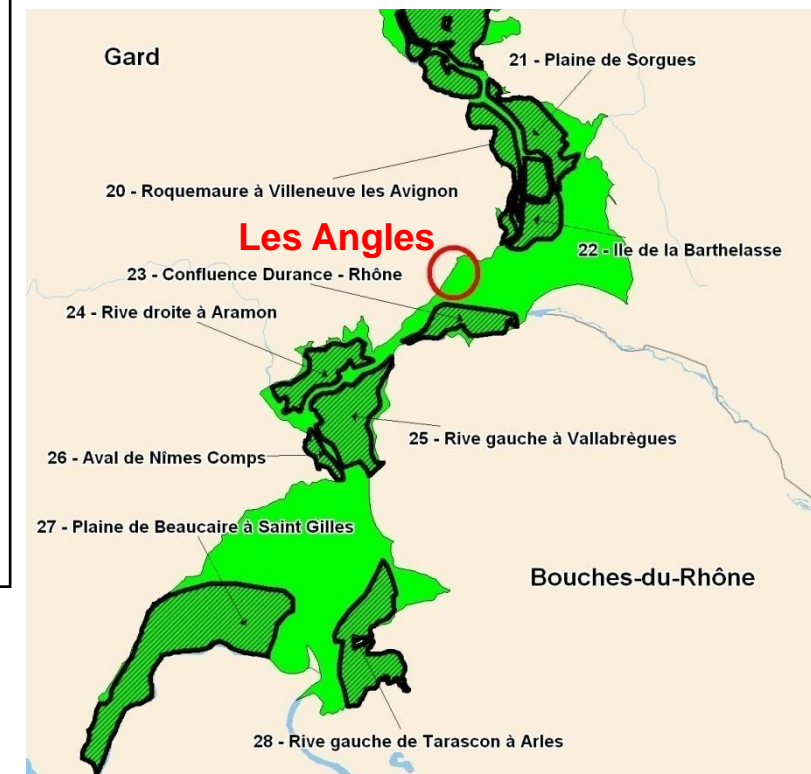 Gard
21 - Plaine de Sorgues
20 - Roquemaure à Villeneuve les Avignon
Les Angles
22 - Ile de la Barthelasse
23 - Confluence Durance - Rhône
24 - Rive droite à Aramon
25 - Rive gauche à Vallabrègues
26 - Aval de Nîmes Comps
27 - Plaine de Beaucaire à Saint Gilles
Bouches-du-Rhône
28 - Rive gauche de Tarascon à Arles